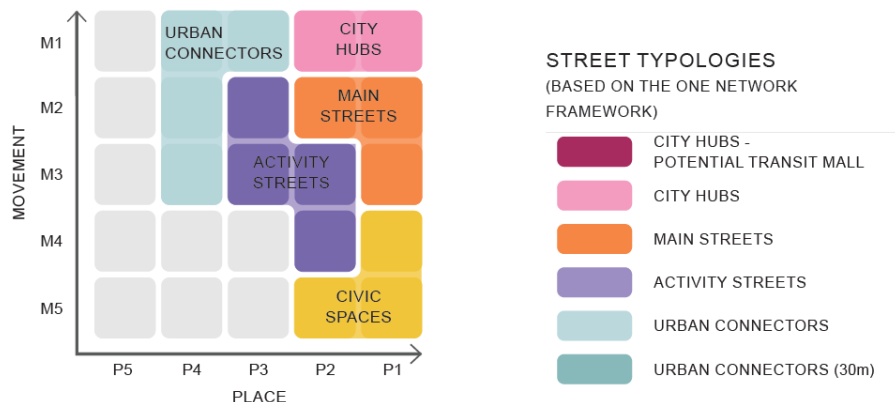 M1
M2
M3
M4
M5
MOVEMENT
URBAN
CONNECTORS
CITY
HUBS
MAIN
STREETS
ACTIVITY
STREETS
CIVIC
SPACES
P5 P4 P3 P2 P1
PLACE
STREET TYPOLOGIES
(BASED ON THE ONE NETWORK
FRAMEWORK)
CITY HUBS -
POTENTIAL TRANSIT MALL
CITY HUBS
MAIN STREETS
ACTIVITY STREETS
URBAN CONNECTORS
URBAN CONNECTORS (30m)